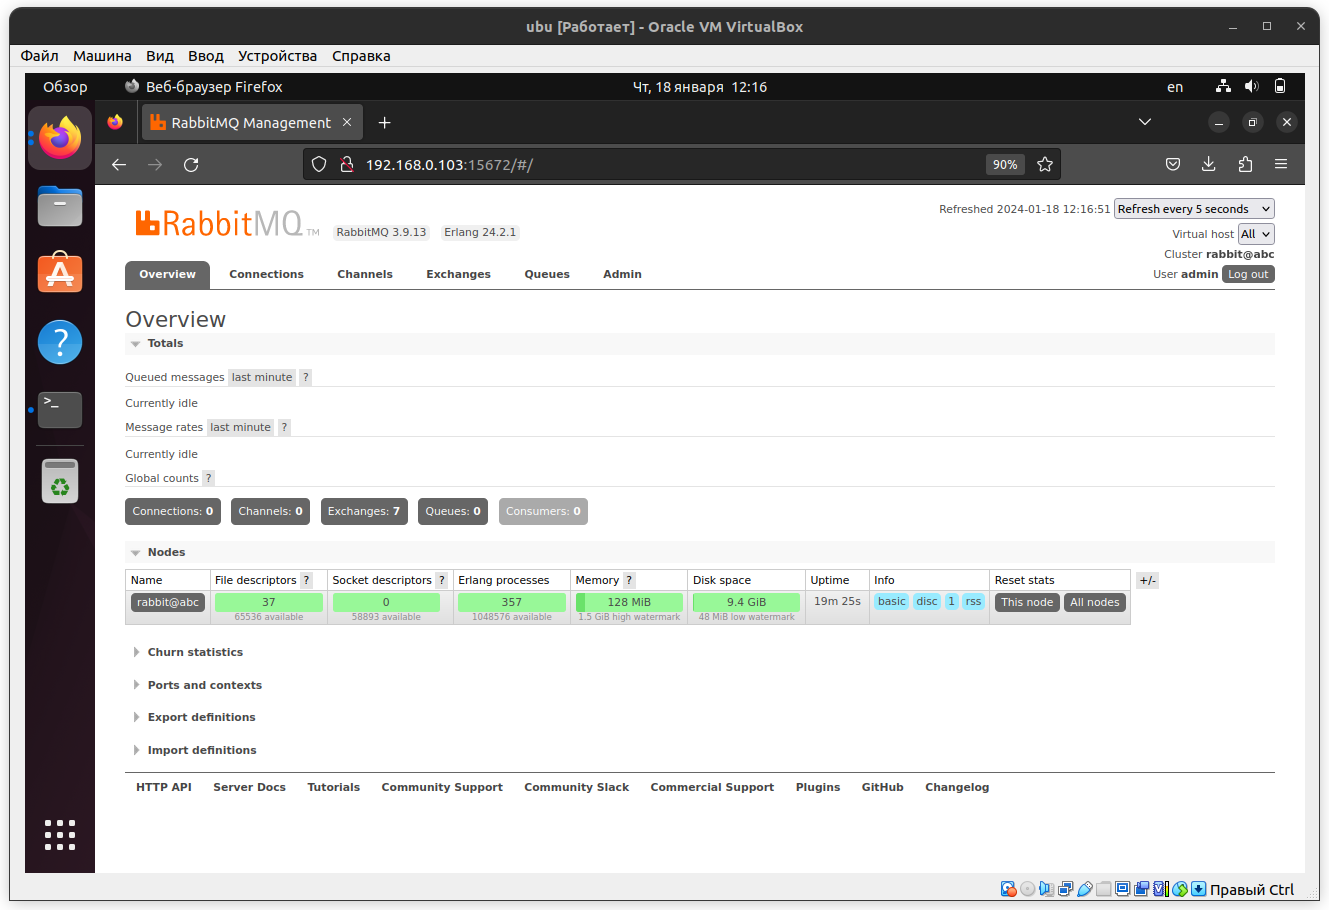 ubu [Работает] - Oracle VM VirtualBox
Файл Машина Вид Ввод Устройства Справка
Обзор Веб-браузер Firefox Чт, 18 января 12:16 en
RabbitMQ Management
192.168.0.103:15672/#/ 90%
RabbitMQ TM RabbitMQ 3.9.13 Erlang 24.2.1
Refreshed 2024-01-18 12:16:51 Refresh every 5 seconds
Virtual host All
Cluster rabbit@abc
User admin Log out
Overview Connections Channels Exchanges Queues Admin
Overview
Totals
Queued messages last minute ?
Currently idle
Message rates last minute ?
Currently idle
Global counts ?
Connections: 0 Channels: 0 Exchanges: 7 Queues: 0 Consumers: 0
Nodes
Name File descriptors ? Socket descriptors ? Erlang processes Memory ? Disk space Uptime Info Reset stats +/-
rabbit@abc 37 0 357 128 MiB 9.4 GiB 19m 25s basic disc 1 rss This node All nodes
65536 available 58893 available 1048576 available 1.5 GiB high watermark 48 MiB low watermark
Churn statistics
Ports and contexts
Export definitions
Import definitions
HTTP API Server Docs Tutorials Community Support Community Slack Commercial Support Plugins GitHub Changelog
Правый Ctrl